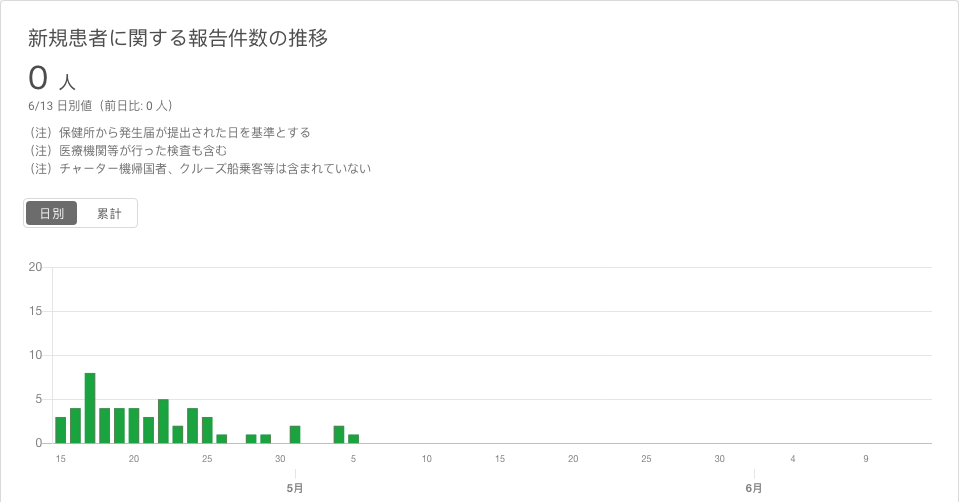 新規患者に関する報告件数の推移
0 人
6/13 日別値（前日比: 0 人）
（注）保健所から発生届が提出された日を基準とする
（注）医療機関等が行った検査も含む
（注）チャーター機帰国者、クルーズ船乗客等は含まれていない
日別 累計
20
15
10
5
0
15 20 25 30 5 10 15 20 25 30 4 9
5月 6月